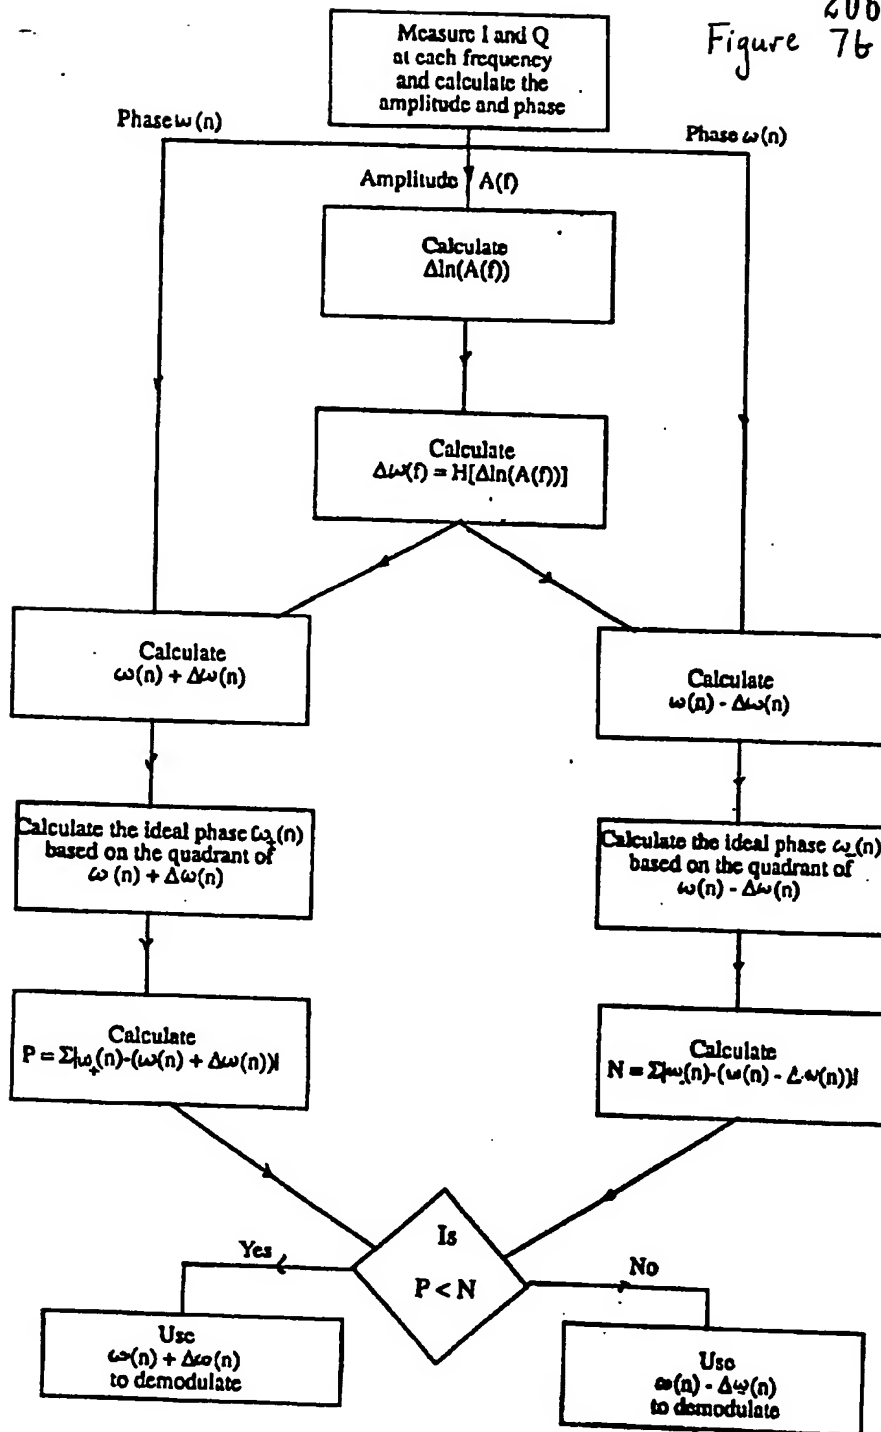 206
Figure 7b
Measure I and Q
at each frequency
and calculate the
amplitude and phase
Phase ω(n)
Phase ω(n)
Amplitude A(f)
Calculate
Δln(A(f))
Calculate
Δω(f) = H[Δln(A(f))]
Calculate
ω(n) + Δω(n)
Calculate
ω(n) - Δω(n)
Calculate the ideal phase ω₊(n)
based on the quadrant of
ω(n) + Δω(n)
Calculate the ideal phase ω₋(n)
based on the quadrant of
ω(n) - Δω(n)
Calculate
P = Σ|ω₊(n)-(ω(n) + Δω(n))|
Calculate
N = Σ|ω₋(n)-(ω(n) - Δω(n))|
Is
P < N
Yes
No
Use
ω(n) + Δω(n)
to demodulate
Use
ω(n) - Δω(n)
to demodulate